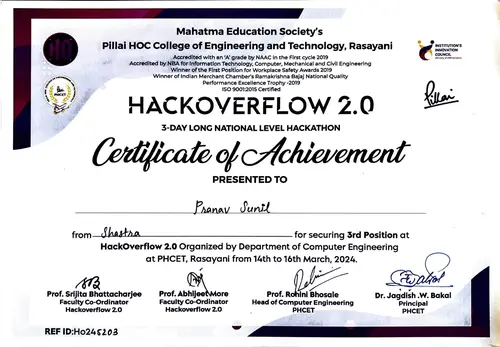 Mahatma Education Society's
Pillai HOC College of Engineering and Technology, Rasayani
Accredited with an 'A' grade by NAAC in the First cycle 2019
Accredited by NBA for Information Technology, Computer, Mechanical and Civil Engineering
Winner of the First Position for Workplace Safety Awards 2019
Winner of Indian Merchant Chamber's Ramakrishna Bajaj National Quality
Performance Excellence Trophy -2019
ISO 9001:2015 Certified
INSTITUTION'S
INNOVATION
COUNCIL
PHCET
Pillai
HACKOVERFLOW 2.0
3-DAY LONG NATIONAL LEVEL HACKATHON
Certificate of Achievement
PRESENTED TO
Pranav Sunil
from Shastra for securing 3rd Position at
HackOverflow 2.0 Organized by Department of Computer Engineering
at PHCET, Rasayani from 14th to 16th March, 2024.
Prof. Srijita Bhattacharjee
Faculty Co-Ordinator
Hackoverflow 2.0
Prof. Abhijeet More
Faculty Co-Ordinator
Hackoverflow 2.0
Prof. Rohini Bhosale
Head of Computer Engineering
PHCET
Dr. Jagdish .W. Bakal
Principal
PHCET
REF ID:Ho245203